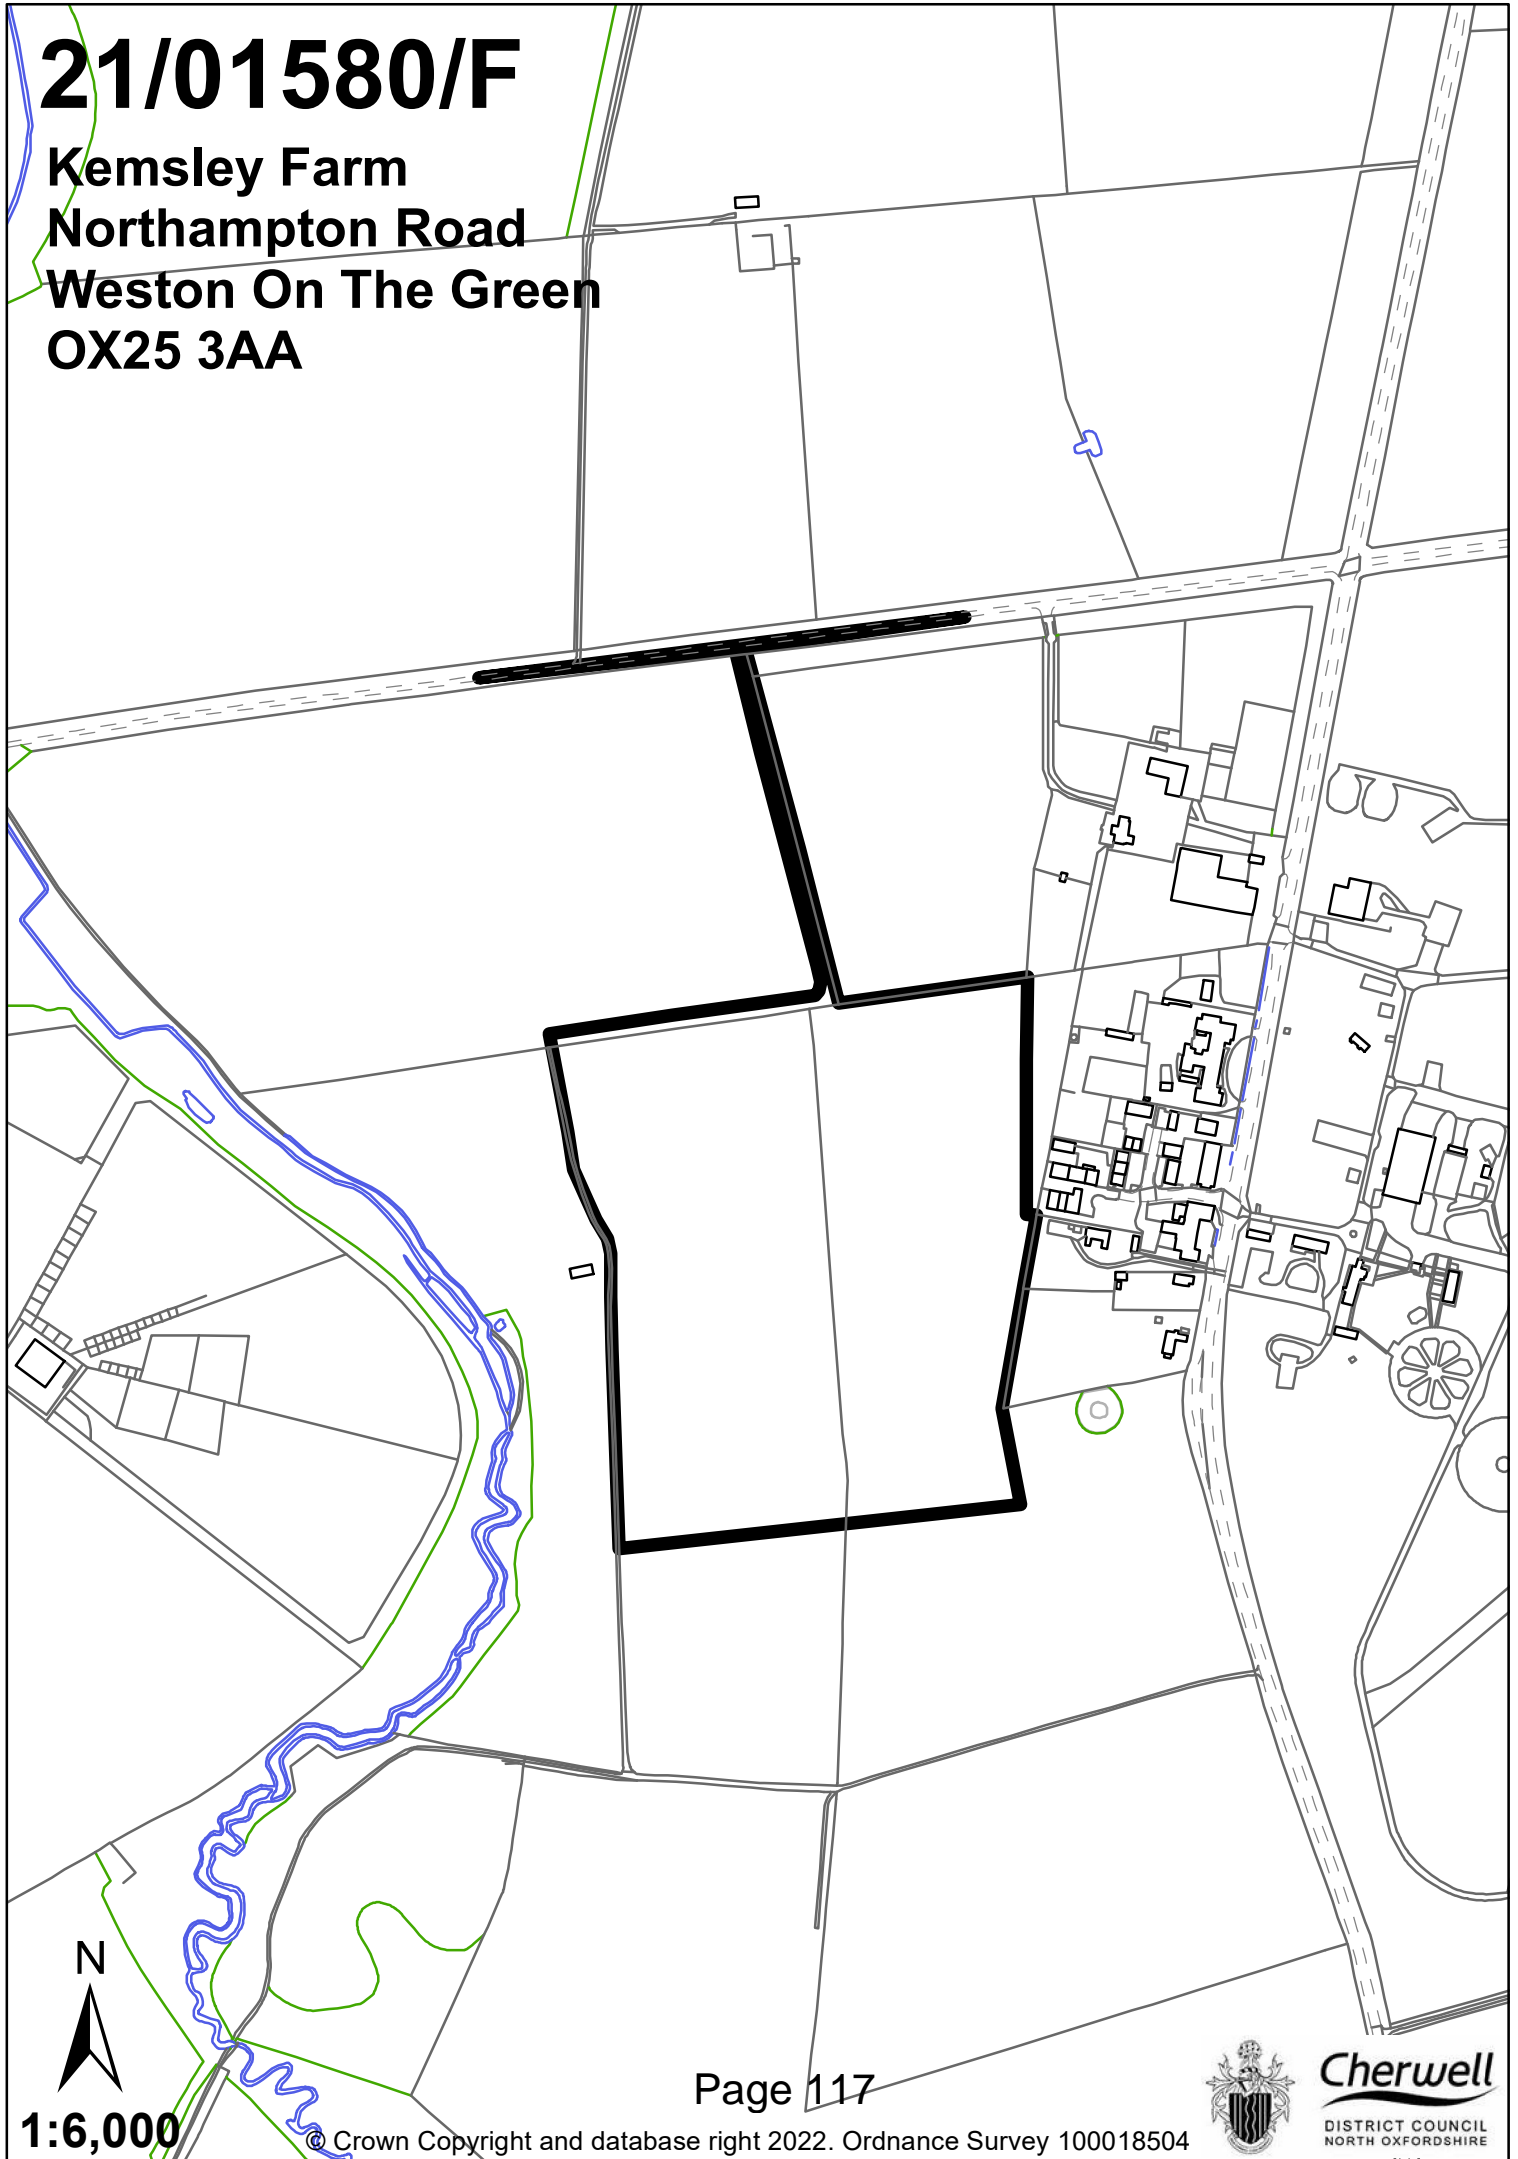 21/01580/F
Kemsley Farm
Northampton Road
Weston On The Green
OX25 3AA
N
1:6,000
Page 117
© Crown Copyright and database right 2022. Ordnance Survey 100018504
Cherwell
DISTRICT COUNCIL
NORTH OXFORDSHIRE